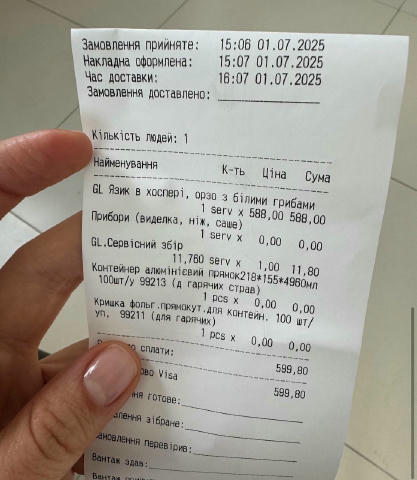 Замовлення прийняте: 15:06 01.07.2025
Накладна оформлена: 15:07 01.07.2025
Час доставки: 16:07 01.07.2025
Замовлення доставлено:
Кількість людей: 1
Найменування К-ть Ціна Сума
GL Язик в хоспері, орзо з білими грибами
1 serv x 588,00 588,00
Прибори (виделка, ніж, саше)
1 serv x 0,00 0,00
GL.Сервісний збір
11,760 serv x 1,00 11,80
Контейнер алюмінієвий прямок218*155*4960мл
100шт/у 99213 (д гарячих страв)
1 pcs x 0,00 0,00
Кришка фольг.прямокут.для контейн. 100 шт/
уп, 99211 (для гарячих)
1 pcs x 0,00 0,00
сплати: 599,80
Visa 599,80
готове:
зібране:
перевірив:
Вантаж здав:
Вантаж